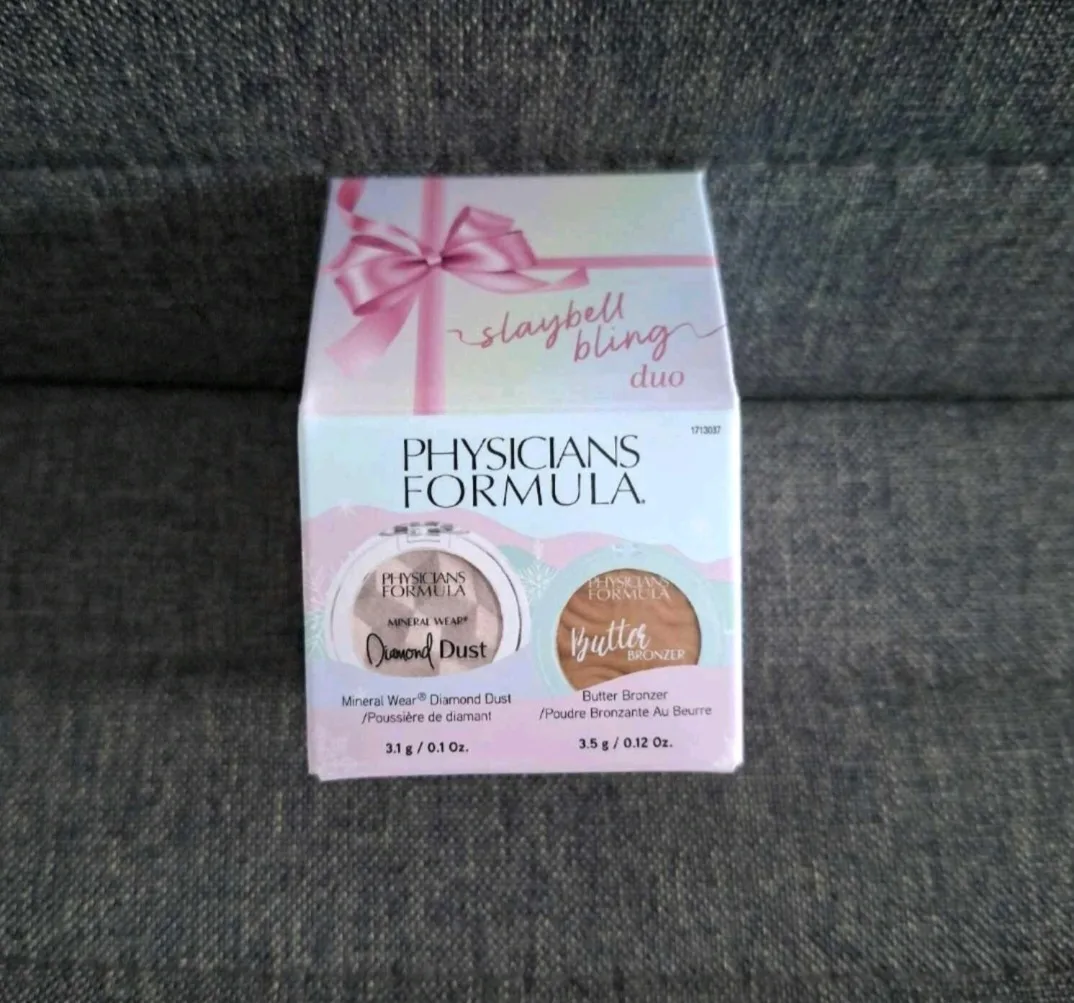 slaybell
bling
duo
1713037
PHYSICIANS
FORMULA.
PHYSICIANS
FORMULA
MINERAL WEAR®
Diamond Dust
PHYSICIANS
FORMULA
Butter
BRONZER
Mineral Wear® Diamond Dust
/Poussière de diamant
3.1 g / 0.1 Oz.
Butter Bronzer
/Poudre Bronzante Au Beurre
3.5 g / 0.12 Oz.